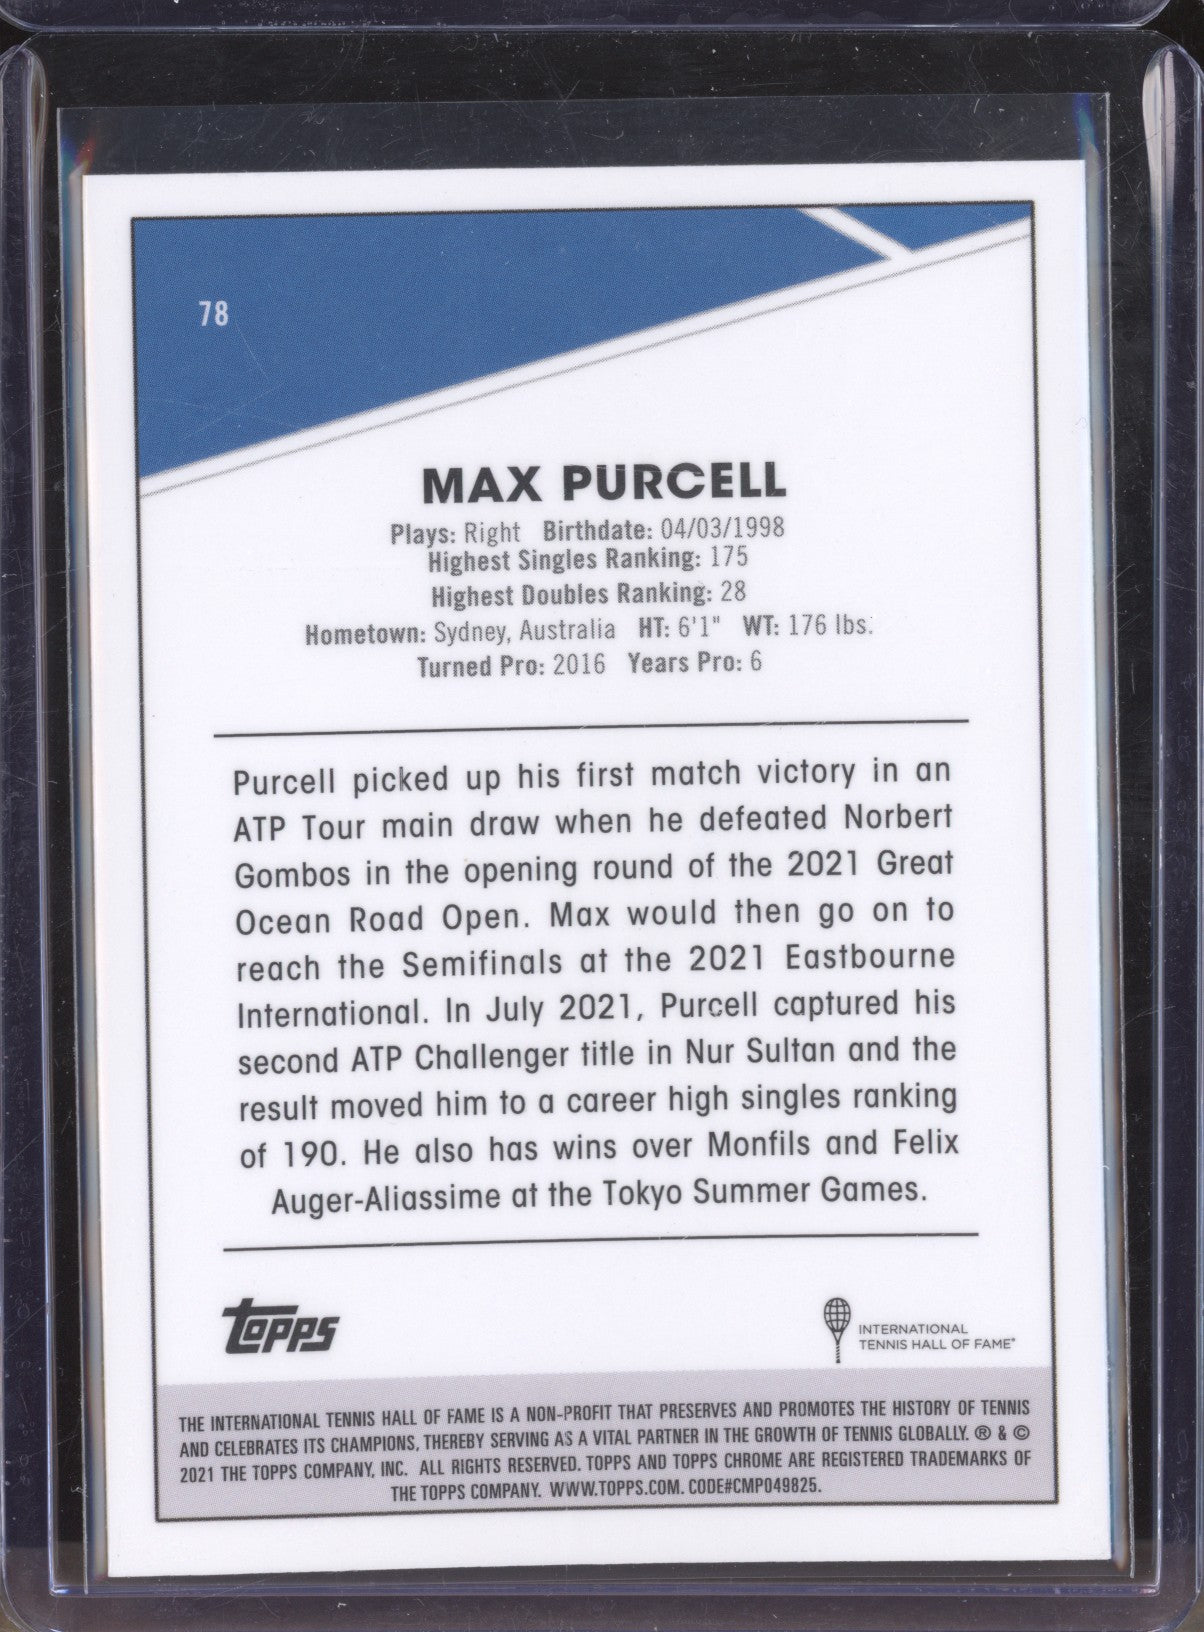 78
MAX PURCELL
Plays: Right Birthdate: 04/03/1998
Highest Singles Ranking: 175
Highest Doubles Ranking: 28
Hometown: Sydney, Australia HT: 6'1" WT: 176 lbs.
Turned Pro: 2016 Years Pro: 6
Purcell picked up his first match victory in an
ATP Tour main draw when he defeated Norbert
Gombos in the opening round of the 2021 Great
Ocean Road Open. Max would then go on to
reach the Semifinals at the 2021 Eastbourne
International. In July 2021, Purcell captured his
second ATP Challenger title in Nur Sultan and the
result moved him to a career high singles ranking
of 190. He also has wins over Monfils and Felix
Auger-Aliassime at the Tokyo Summer Games.
Topps
INTERNATIONAL
TENNIS HALL OF FAME®
THE INTERNATIONAL TENNIS HALL OF FAME IS A NON-PROFIT THAT PRESERVES AND PROMOTES THE HISTORY OF TENNIS
AND CELEBRATES ITS CHAMPIONS, THEREBY SERVING AS A VITAL PARTNER IN THE GROWTH OF TENNIS GLOBALLY. ® & ©
2021 THE TOPPS COMPANY, INC. ALL RIGHTS RESERVED. TOPPS AND TOPPS CHROME ARE REGISTERED TRADEMARKS OF
THE TOPPS COMPANY. WWW.TOPPS.COM. CODE#CMP049825.